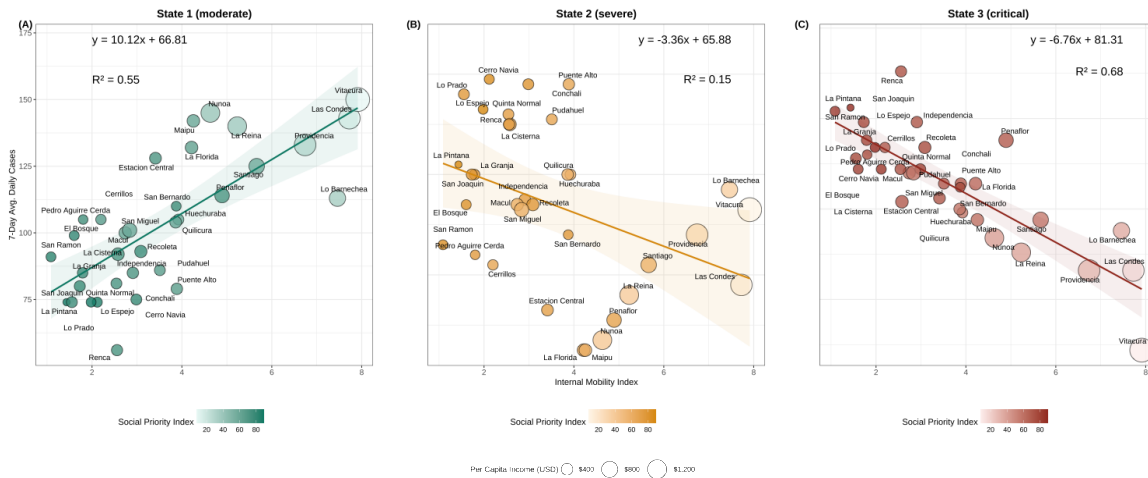 State 1 (moderate)
State 2 (severe)
State 3 (critical)
(A)
y = 10.12x + 66.81
R² = 0.55
175
150
125
100
75
7-Day Avg. Daily Cases
Vitacura
Nunoa
Las Condes
Maipu
La Reina
Providencia
La Florida
Estacion Central
Santiago
Penaflor
Lo Barnechea
Cerrillos
San Bernardo
Pedro Aguirre Cerda
Huechuraba
San Miguel
El Bosque
Quilicura
Macul
San Ramon
Recoleta
La Cisterna
La Granja
Independencia
Pudahuel
Puente Alto
San Joaquin
Quinta Normal
Conchali
La Pintana
Lo Espejo
Cerro Navia
Lo Prado
Renca
2 4 6 8
(B)
y = -3.36x + 65.88
R² = 0.15
Cerro Navia
Puente Alto
Lo Prado
Conchali
Lo Espejo
Quinta Normal
Pudahuel
Renca
La Cisterna
La Pintana
La Granja
Quilicura
San Joaquin
Independencia
Huechuraba
Lo Barnechea
Macul
Recoleta
Vitacura
El Bosque
San Miguel
San Ramon
San Bernardo
Providencia
Pedro Aguirre Cerda
Santiago
Cerrillos
Las Condes
La Reina
Estacion Central
Penaflor
Nunoa
La Florida
Maipu
2 4 6 8
Internal Mobility Index
(C)
y = -6.76x + 81.31
R² = 0.68
Renca
La Pintana
San Joaquin
San Ramon
Lo Espejo
Independencia
La Granja
Cerrillos
Recoleta
Penaflor
Lo Prado
Quinta Normal
Conchali
Pedro Aguirre Cerda
Cerro Navia
Macul
Pudahuel
Puente Alto
La Florida
El Bosque
San Miguel
San Bernardo
La Cisterna
Estacion Central
Huechuraba
Maipu
Santiago
Lo Barnechea
Quilicura
Nunoa
La Reina
Las Condes
Providencia
Vitacura
2 4 6 8
Social Priority Index
20 40 60 80
Social Priority Index
20 40 60 80
Social Priority Index
20 40 60 80
Per Capita Income (USD) $400 $800 $1,200